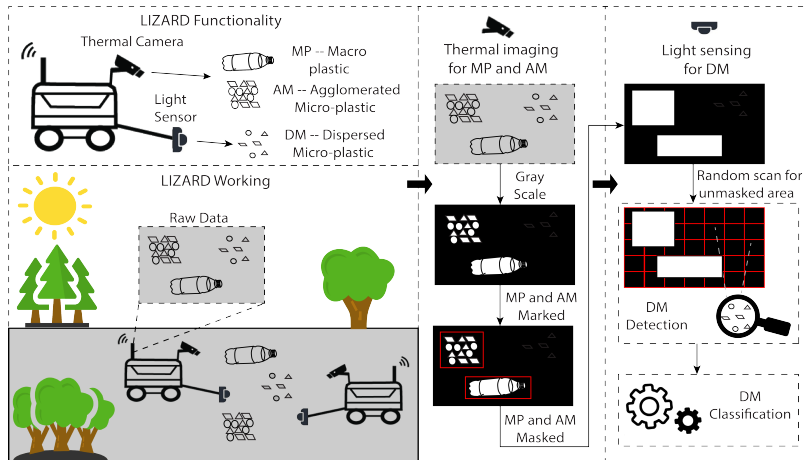 LIZARD Functionality
Thermal Camera
MP -- Macro
plastic
AM -- Agglomerated
Micro-plastic
Light
Sensor
DM -- Dispersed
Micro-plastic
LIZARD Working
Raw Data
Thermal imaging
for MP and AM
Gray
Scale
MP and AM
Marked
MP and AM
Masked
Light sensing
for DM
Random scan for
unmasked area
DM
Detection
DM
Classification